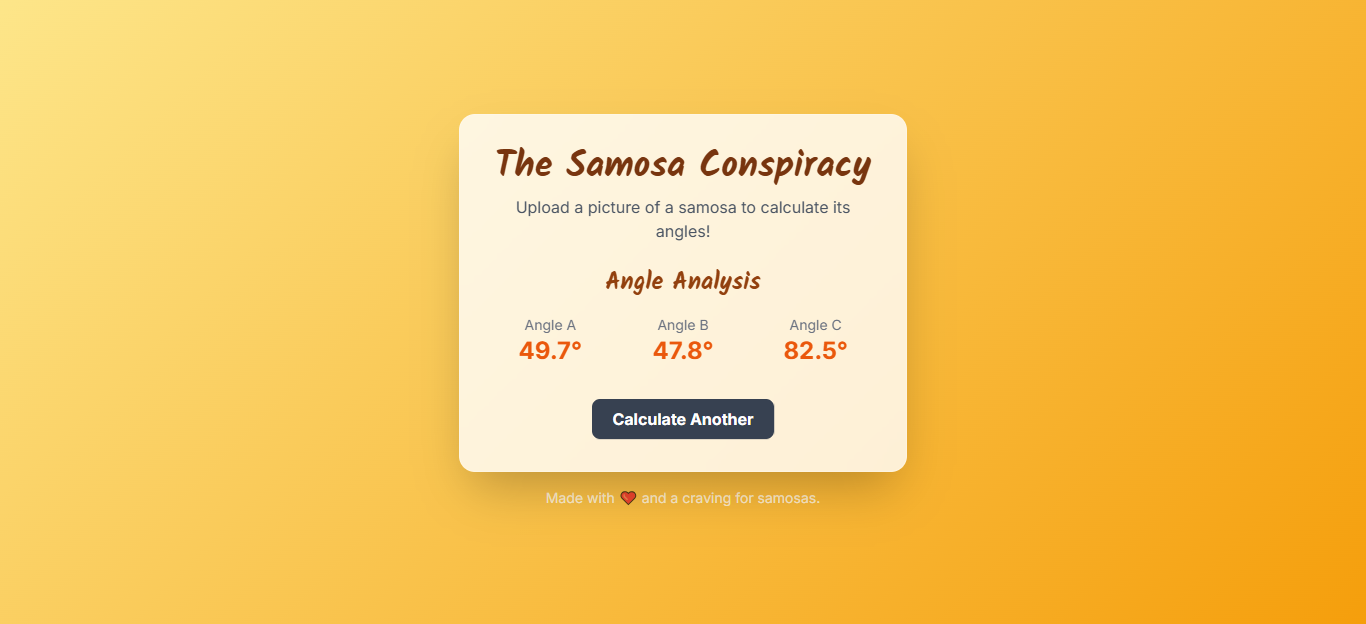 The Samosa Conspiracy
Upload a picture of a samosa to calculate its
angles!
Angle Analysis
Angle A
Angle B
Angle C
49.7°
47.8°
82.5°
Calculate Another
Made with ❤️ and a craving for samosas.